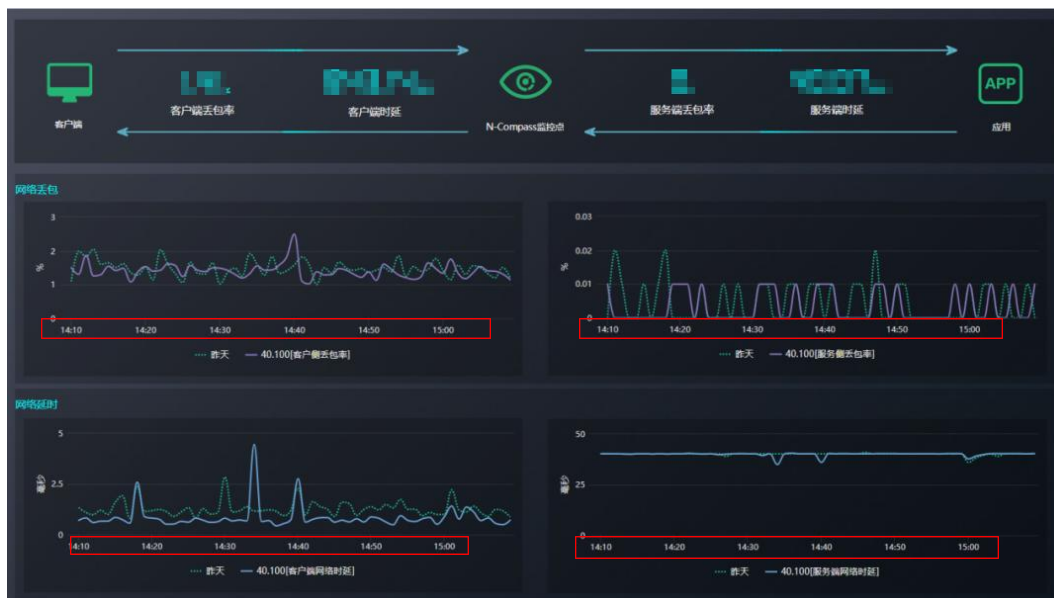 客户端丢包率
客户端时延
服务端丢包率
服务端时延
APP
客户端
N-Compass监控点
应用
网络丢包
3
2
1
0
%
14:10 14:20 14:30 14:40 14:50 15:00
昨天 40.100[客户侧丢包率]
0.03
0.02
0.01
0
%
14:10 14:20 14:30 14:40 14:50 15:00
昨天 40.100[服务侧丢包率]
网络延时
5
2.5
0
毫秒
14:10 14:20 14:30 14:40 14:50 15:00
昨天 40.100[客户端网络时延]
50
25
0
毫秒
14:10 14:20 14:30 14:40 14:50 15:00
昨天 40.100[服务端网络时延]